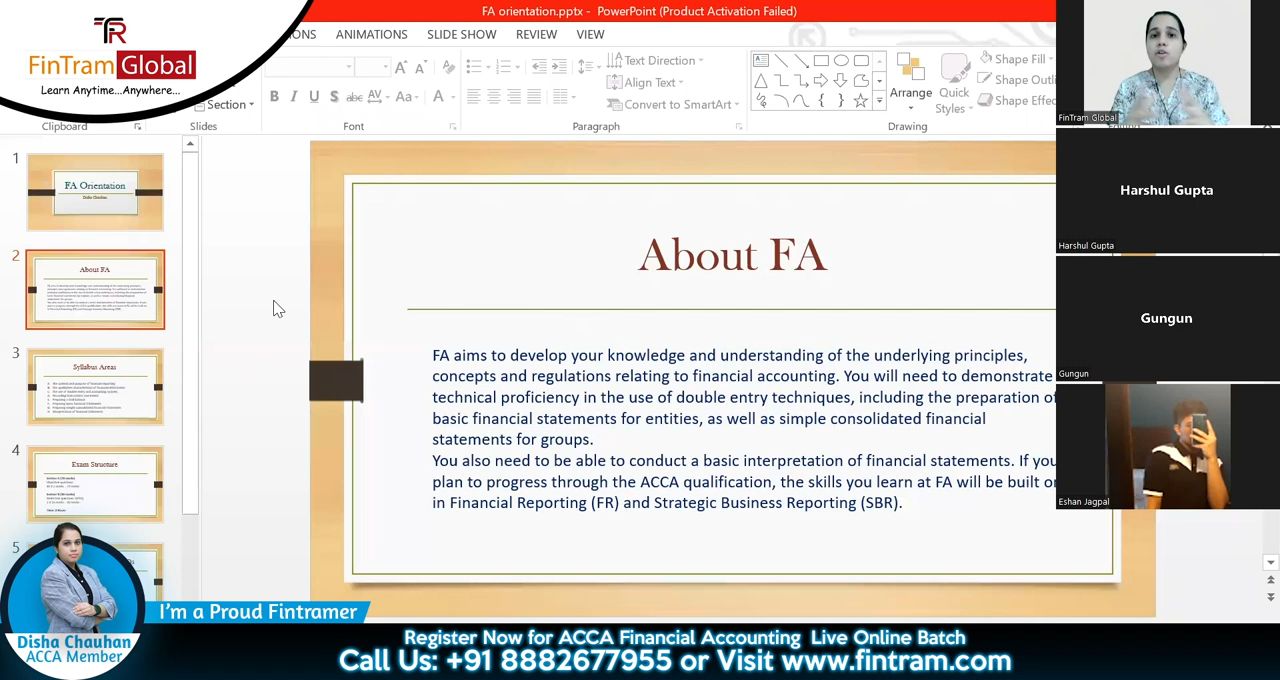 FA orientation.pptx - PowerPoint (Product Activation Failed)
FR
FinTram Global
Learn Anytime...Anywhere...
ONS ANIMATIONS SLIDE SHOW REVIEW VIEW
Section
Text Direction
Align Text
Convert to SmartArt
Arrange
Quick
Styles
Shape Fill
Shape Outli
Shape Effec
B I U S abc AV Aa A
Clipboard Slides Font Paragraph Drawing
FinTram Global
Harshul Gupta
Harshul Gupta
Gungun
Gungun
Eshan Jagpal
1
FA Orientation
Disha Chauhan
2
About FA
3
Syllabus Areas
4
Exam Structure
5
About FA
FA aims to develop your knowledge and understanding of the underlying principles,
concepts and regulations relating to financial accounting. You will need to demonstrate
technical proficiency in the use of double entry techniques, including the preparation of
basic financial statements for entities, as well as simple consolidated financial
statements for groups.
You also need to be able to conduct a basic interpretation of financial statements. If you
plan to progress through the ACCA qualification, the skills you learn at FA will be built on
in Financial Reporting (FR) and Strategic Business Reporting (SBR).
I'm a Proud Fintramer
Disha Chauhan
ACCA Member
Register Now for ACCA Financial Accounting Live Online Batch
Call Us: +91 8882677955 or Visit www.fintram.com